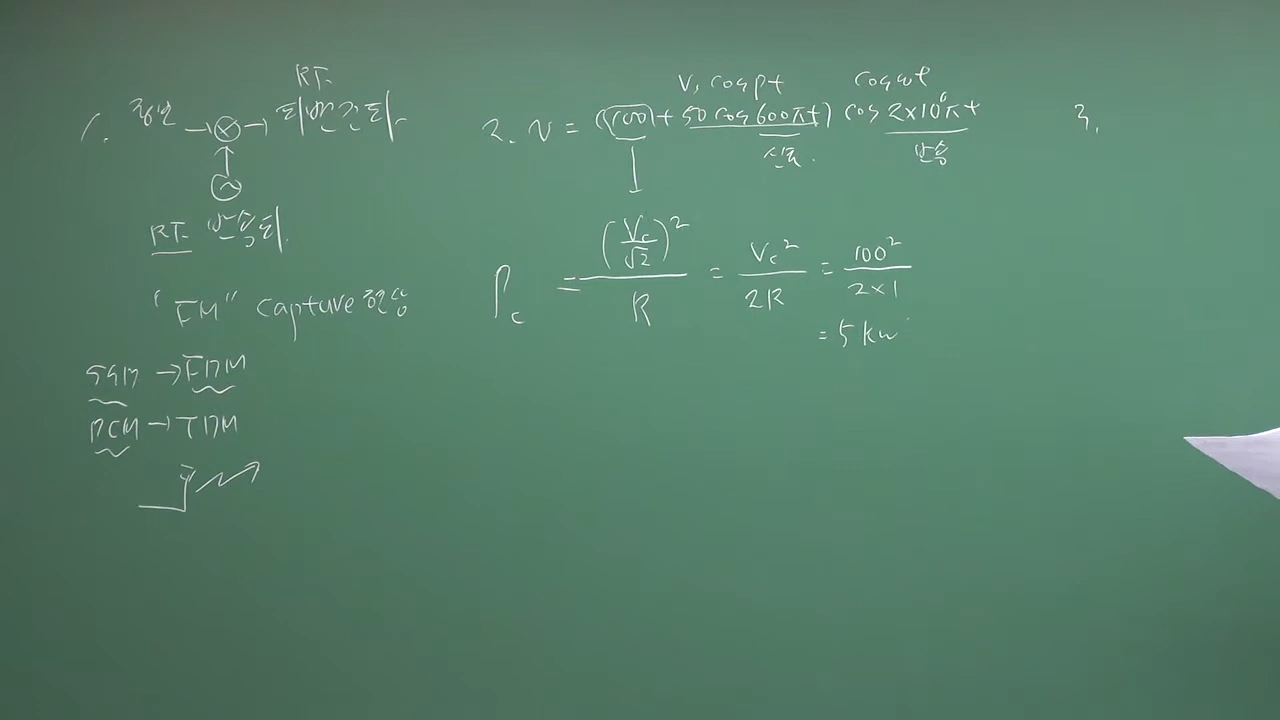 1. 정보 → ⊗ → 피변조파
RF
RF 반송파
"FM" capture 현상
SSB → FDM
PCM → TDM
Vs cos pt cos ωt
2. v = (100 + 50 cos 600πt) cos 2×10⁶πt
신호. 반송
Pc = (Vc/√2)² / R = Vc² / 2R = 100² / 2×1
= 5 kw
3.